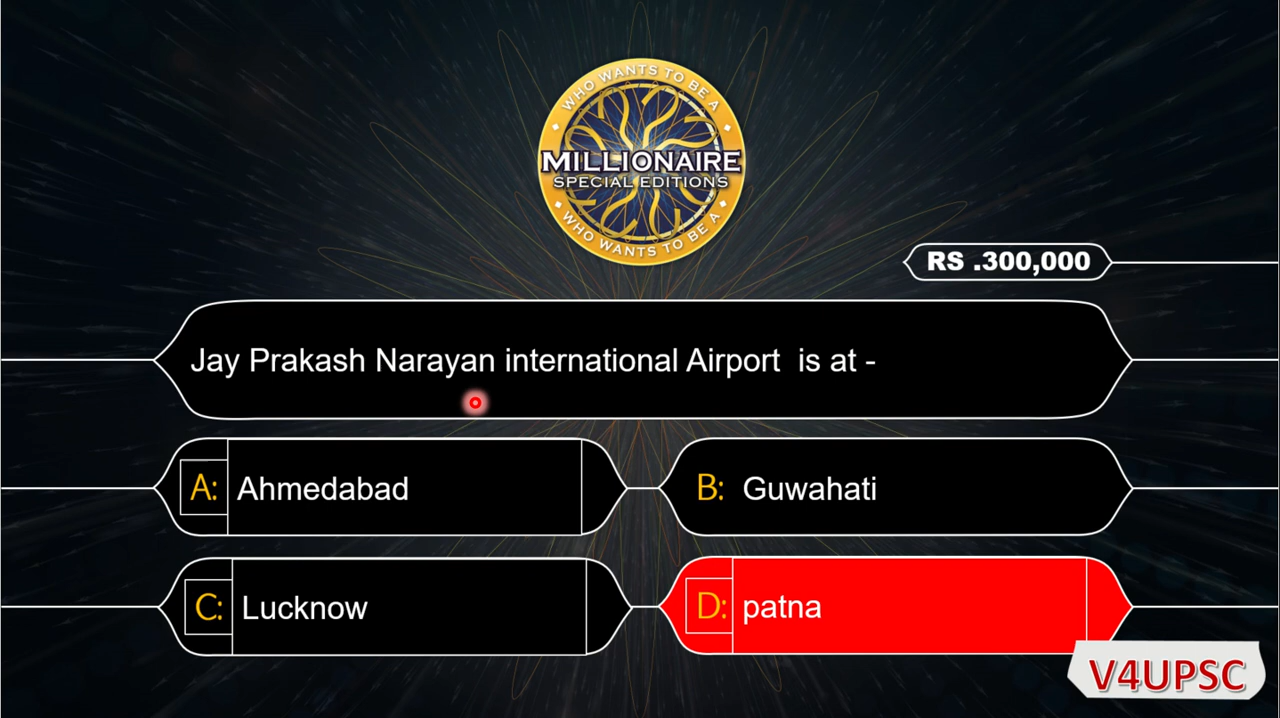 WHO WANTS TO BE A
MILLIONAIRE
SPECIAL EDITIONS
WHO WANTS TO BE A
RS .300,000
Jay Prakash Narayan international Airport  is at -
A: Ahmedabad
B: Guwahati
C: Lucknow
D: patna
V4UPSC